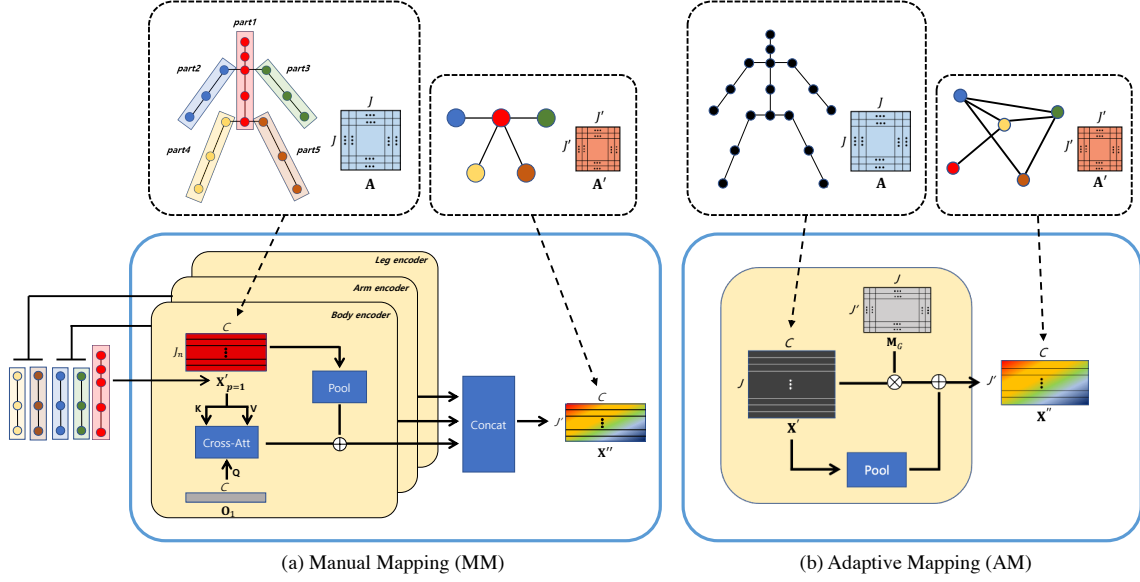 part1
part2
part3
part4
part5
J
J
A
J'
J'
A'
J
J
A
J'
J'
A'
Leg encoder
Arm encoder
Body encoder
C
J_n
X'_{p=1}
K
V
Cross-Att
Q
C
O_1
Pool
Concat
C
J'
X''
J
J'
M_G
C
J
X'
Pool
C
J'
X''
(a) Manual Mapping (MM)
(b) Adaptive Mapping (AM)